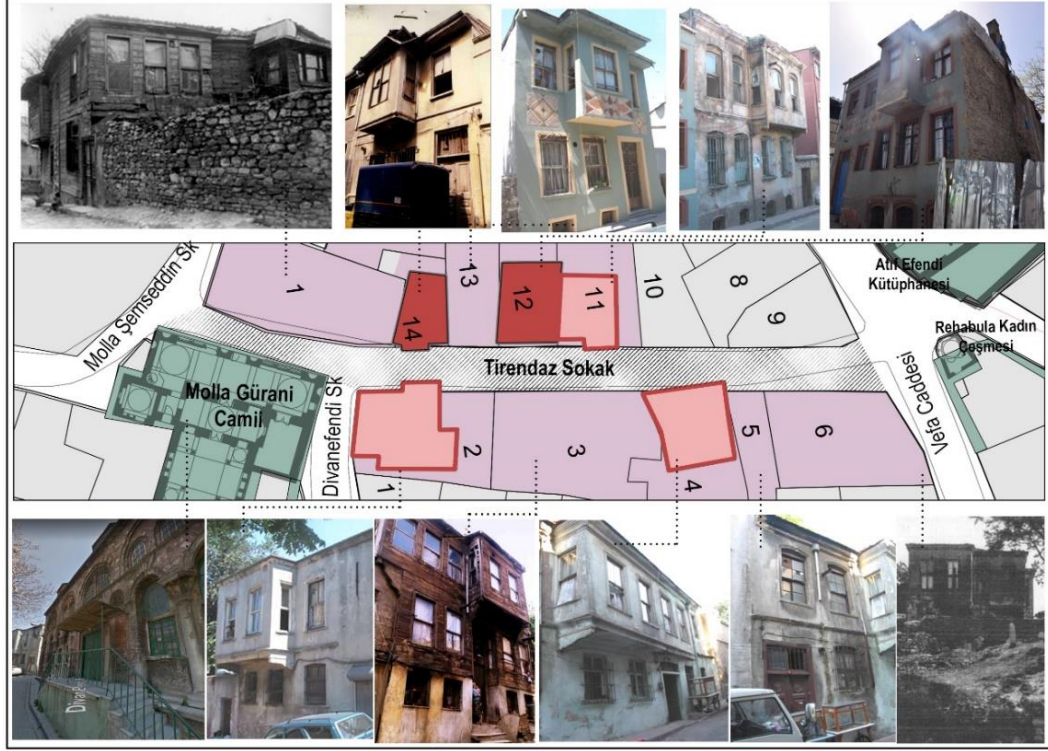 Molla Şemseddin Sk
1
14
13
12
11
10
8
9
Atıf Efendi
Kütüphanesi
Rehabula Kadın
Çeşmesi
Tirendaz Sokak
Molla Gürani
Camii
Divanefendi Sk
Vefa Caddesi
1
2
3
4
5
6